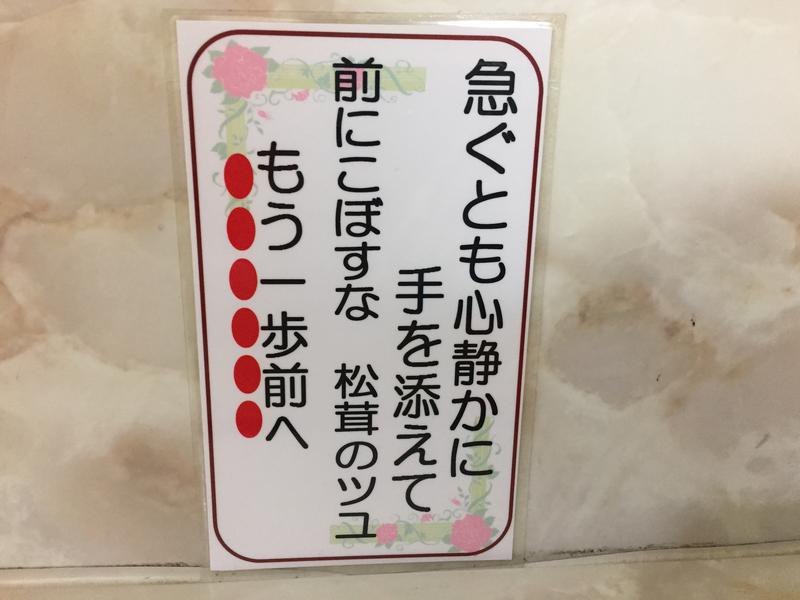 急ぐとも心静かに
手を添えて
前にこぼすな　松茸のツユ
もう一歩前へ